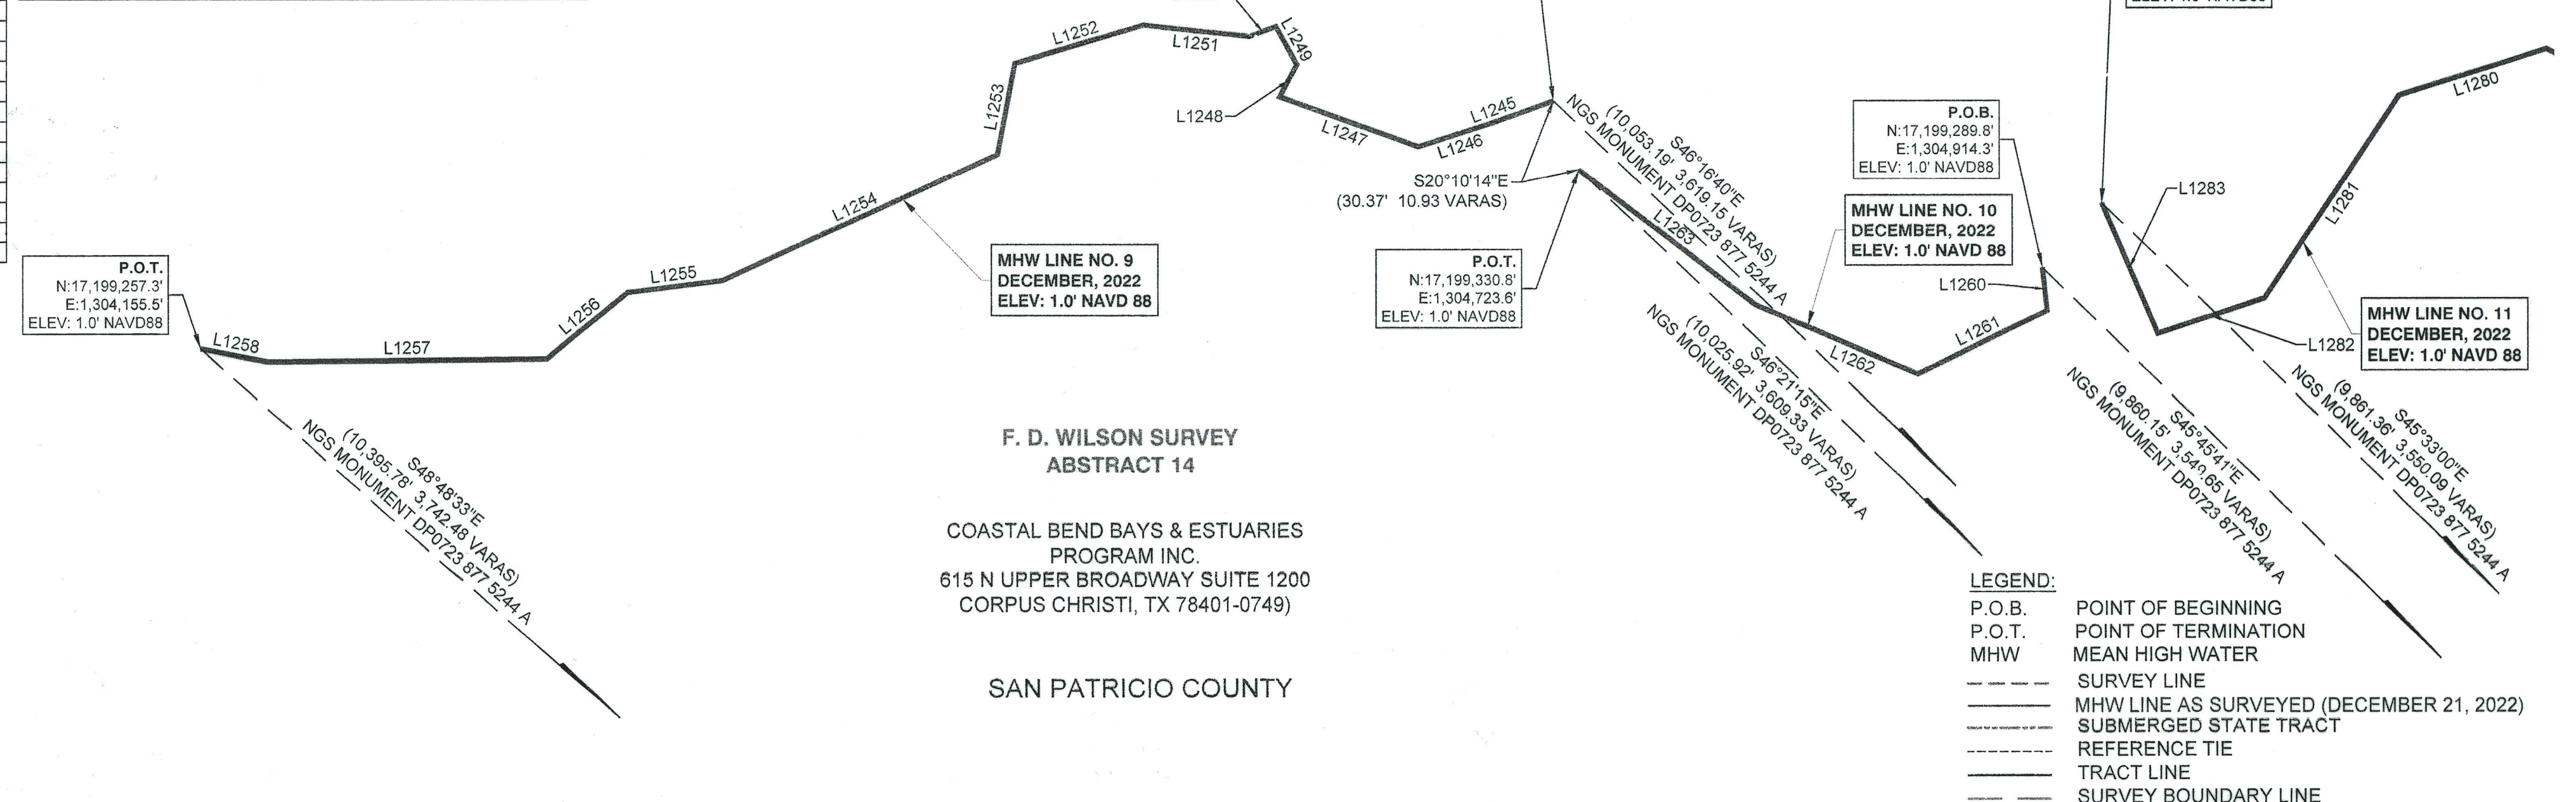 L1252
L1251
L1249
L1253
L1248
L1247
L1245
L1246
L1254
L1255
L1256
L1257
L1258
P.O.T.
N:17,199,257.3'
E:1,304,155.5'
ELEV: 1.0' NAVD88
MHW LINE NO. 9
DECEMBER, 2022
ELEV: 1.0' NAVD 88
S48°48'33"E
(10,395.78' 3,742.48 VARAS)
NGS MONUMENT DP0723 877 5244 A
S20°10'14"E
(30.37' 10.93 VARAS)
S46°16'40"E
(10,053.19' 3,619.15 VARAS)
NGS MONUMENT DP0723 877 5244 A
P.O.T.
N:17,199,330.8'
E:1,304,723.6'
ELEV: 1.0' NAVD88
L1263
S46°21'15"E
(10,025.92' 3,609.33 VARAS)
NGS MONUMENT DP0723 877 5244 A
P.O.B.
N:17,199,289.8'
E:1,304,914.3'
ELEV: 1.0' NAVD88
MHW LINE NO. 10
DECEMBER, 2022
ELEV: 1.0' NAVD 88
L1260
L1261
L1262
S45°45'41"E
(9,860.15' 3,549.65 VARAS)
NGS MONUMENT DP0723 877 5244 A
L1280
L1281
L1283
L1282
MHW LINE NO. 11
DECEMBER, 2022
ELEV: 1.0' NAVD 88
S45°33'00"E
(9,861.36' 3,550.09 VARAS)
NGS MONUMENT DP0723 877 5244 A
F. D. WILSON SURVEY
ABSTRACT 14
COASTAL BEND BAYS & ESTUARIES
PROGRAM INC.
615 N UPPER BROADWAY SUITE 1200
CORPUS CHRISTI, TX 78401-0749)
SAN PATRICIO COUNTY
LEGEND:
P.O.B. POINT OF BEGINNING
P.O.T. POINT OF TERMINATION
MHW MEAN HIGH WATER
SURVEY LINE
MHW LINE AS SURVEYED (DECEMBER 21, 2022)
SUBMERGED STATE TRACT
REFERENCE TIE
TRACT LINE
SURVEY BOUNDARY LINE